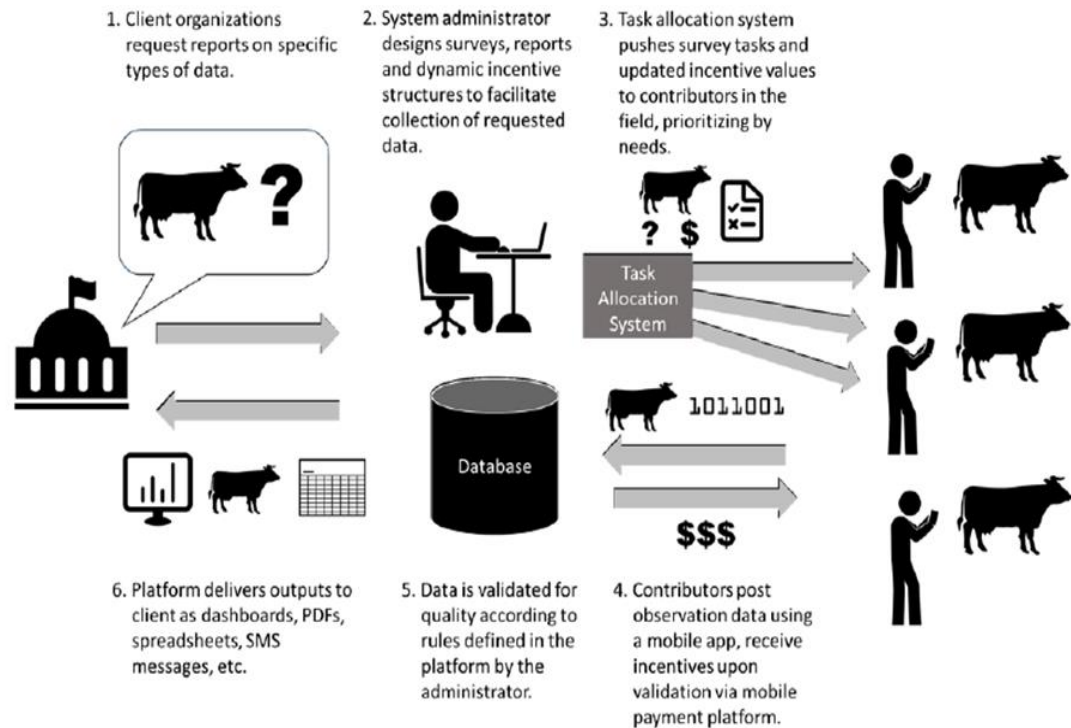 1. Client organizations
request reports on specific
types of data.
2. System administrator
designs surveys, reports
and dynamic incentive
structures to facilitate
collection of requested
data.
3. Task allocation system
pushes survey tasks and
updated incentive values
to contributors in the
field, prioritizing by
needs.
?
? $
Task
Allocation
System
1011001
Database
$$$
6. Platform delivers outputs to
client as dashboards, PDFs,
spreadsheets, SMS
messages, etc.
5. Data is validated for
quality according to
rules defined in the
platform by the
administrator.
4. Contributors post
observation data using
a mobile app, receive
incentives upon
validation via mobile
payment platform.